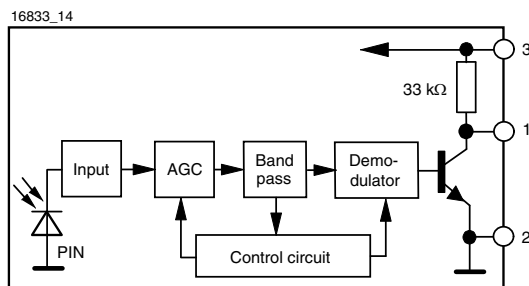 16833_14
3
33 kΩ
1
Input
AGC
Band
pass
Demo-
dulator
PIN
Control circuit
2